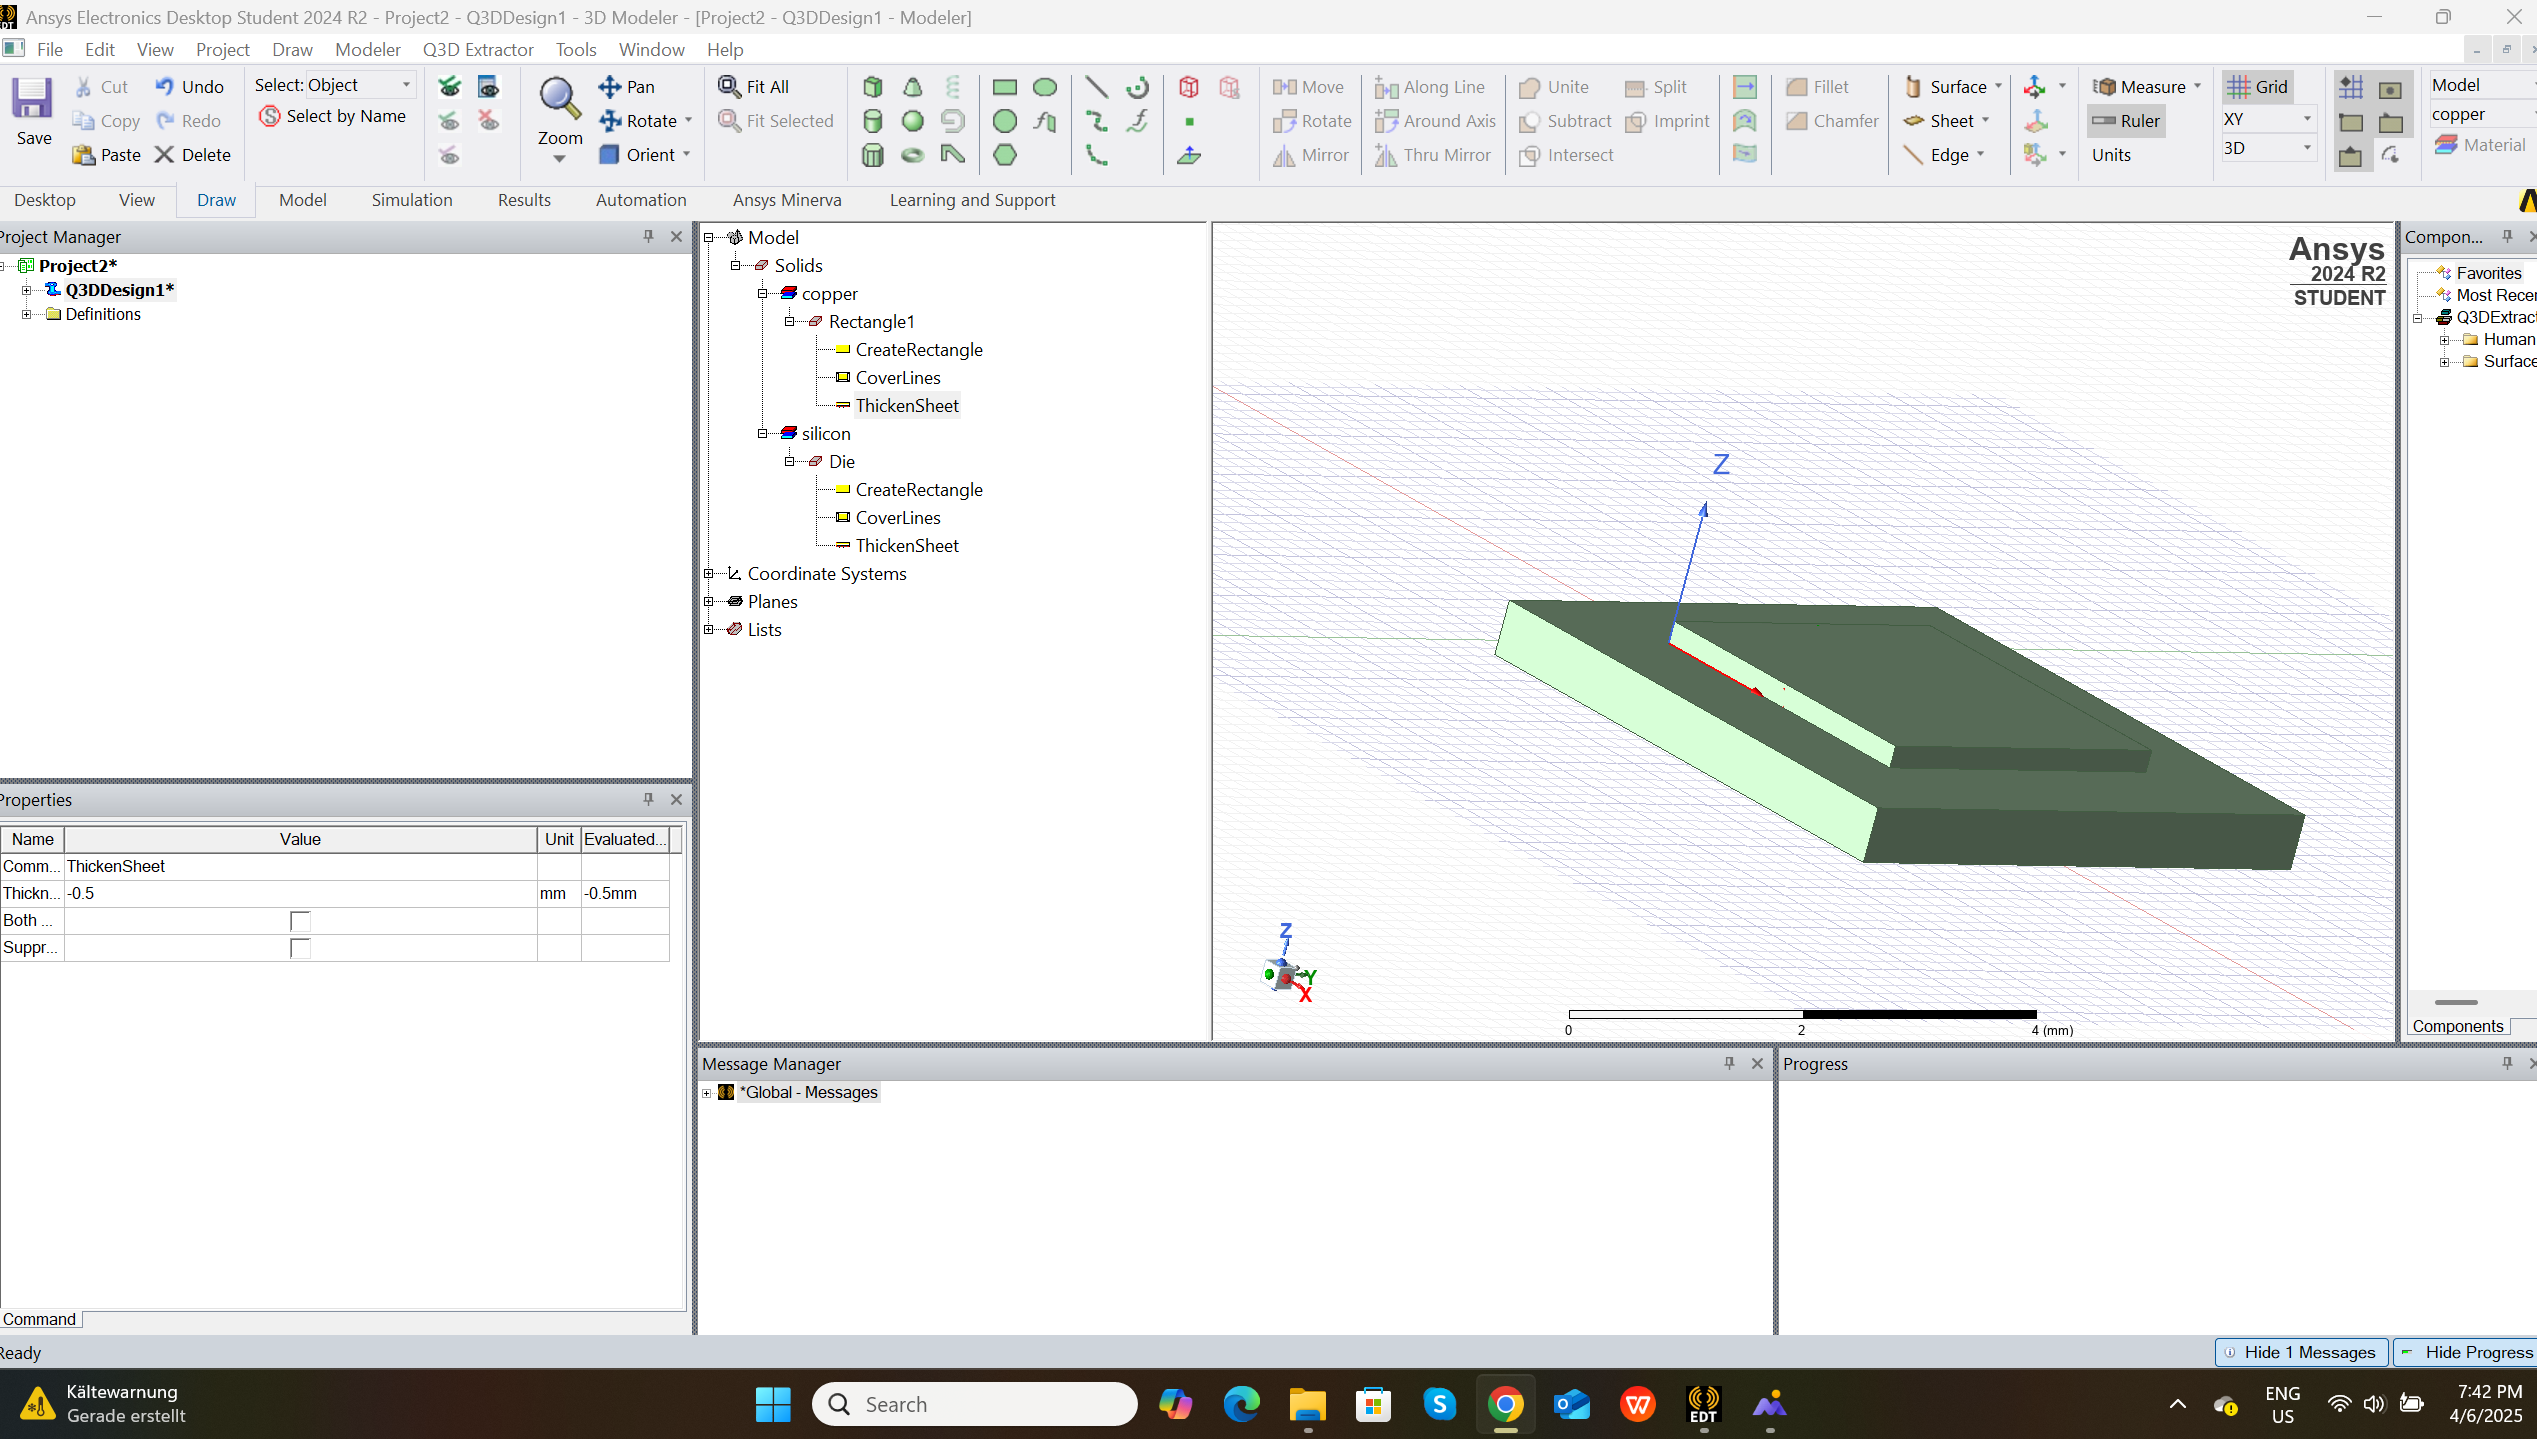 Ansys Electronics Desktop Student 2024 R2 - Project2 - Q3DDesign1 - 3D Modeler - [Project2 - Q3DDesign1 - Modeler]
File Edit View Project Draw Modeler Q3D Extractor Tools Window Help
Save
Cut
Copy
Paste
Undo
Redo
Delete
Select: Object
Select by Name
Zoom
Pan
Rotate
Orient
Fit All
Fit Selected
Move
Rotate
Mirror
Along Line
Around Axis
Thru Mirror
Unite
Subtract
Intersect
Split
Imprint
Fillet
Chamfer
Surface
Sheet
Edge
Measure
Ruler
Units
Grid
XY
3D
Model
copper
Material
Desktop View Draw Model Simulation Results Automation Ansys Minerva Learning and Support
Project Manager
Project2*
Q3DDesign1*
Definitions
Model
Solids
copper
Rectangle1
CreateRectangle
CoverLines
ThickenSheet
silicon
Die
CreateRectangle
CoverLines
ThickenSheet
Coordinate Systems
Planes
Lists
Ansys
2024 R2
STUDENT
Z
Z
Y
X
0 2 4 (mm)
Compon...
Favorites
Most Recen
Q3DExtract
Human
Surface
Components
Properties
Name Value Unit Evaluated...
Comm... ThickenSheet
Thickn... -0.5 mm -0.5mm
Both ...
Suppr...
Command
Message Manager
*Global - Messages
Progress
Ready
Hide 1 Messages
Hide Progress
Kältewarnung
Gerade erstellt
Search
EDT
ENG
US
7:42 PM
4/6/2025